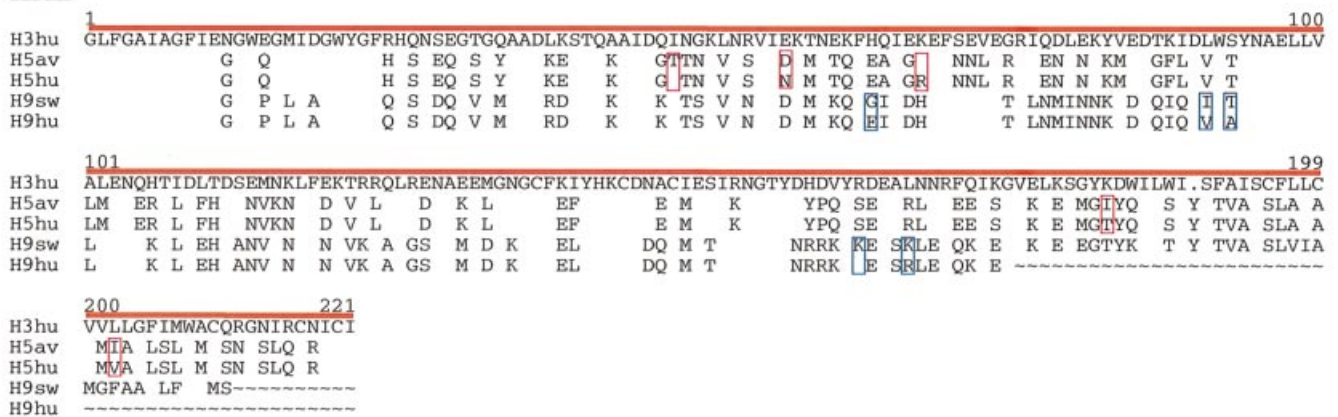 1 100
H3hu GLFGAIAGFIENGWEGMIDGWYGFRHQNSEGTGQAADLKSTQAAIDQINGKLNRVIEKTNEKFHQIEKEFSEVEGRIQDLEKYVEDTKIDLWSYNAELLV
H5av G Q H S EQ S Y KE K GTTN V S D M TQ EA G NNL R EN N KM GFL V T
H5hu G Q H S EQ S Y KE K G TN V S N M TQ EA GR NNL R EN N KM GFL V T
H9sw G P L A Q S DQ V M RD K K TS V N D M KQ GI DH T LNMINNK D QIQ I T
H9hu G P L A Q S DQ V M RD K K TS V N D M KQ EI DH T LNMINNK D QIQ V A
101 199
H3hu ALENQHTIDLTDSEMNKLFEKTRRQLRENAEEMGNGCFKIYHKCDNACIESIRNGTYDHDVYRDEALNNRFQIKGVELKSGYKDWILWI.SFAISCFLLC
H5av LM ER L FH NVKN D V L D K L EF E M K YPQ SE RL EE S K E MGIYQ S Y TVA SLA A
H5hu LM ER L FH NVKN D V L D K L EF E M K YPQ SE RL EE S K E MGTYQ S Y TVA SLA A
H9sw L K L EH ANV N N VK A GS M D K EL DQ M T NRRK KE SKLE QKE K E EGTYK T Y TVA SLVIA
H9hu L K L EH ANV N N VK A GS M D K EL DQ M T NRRK E SRLE QK E ~~~~~~~~~~~~~~~~~~~~~~~~~
200 221
H3hu VVLLGFIMWACQRGNIRCNICI
H5av MIA LSL M SN SLQ R
H5hu MVA LSL M SN SLQ R
H9sw MGFAA LF MS~~~~~~~~~~
H9hu ~~~~~~~~~~~~~~~~~~~~~~